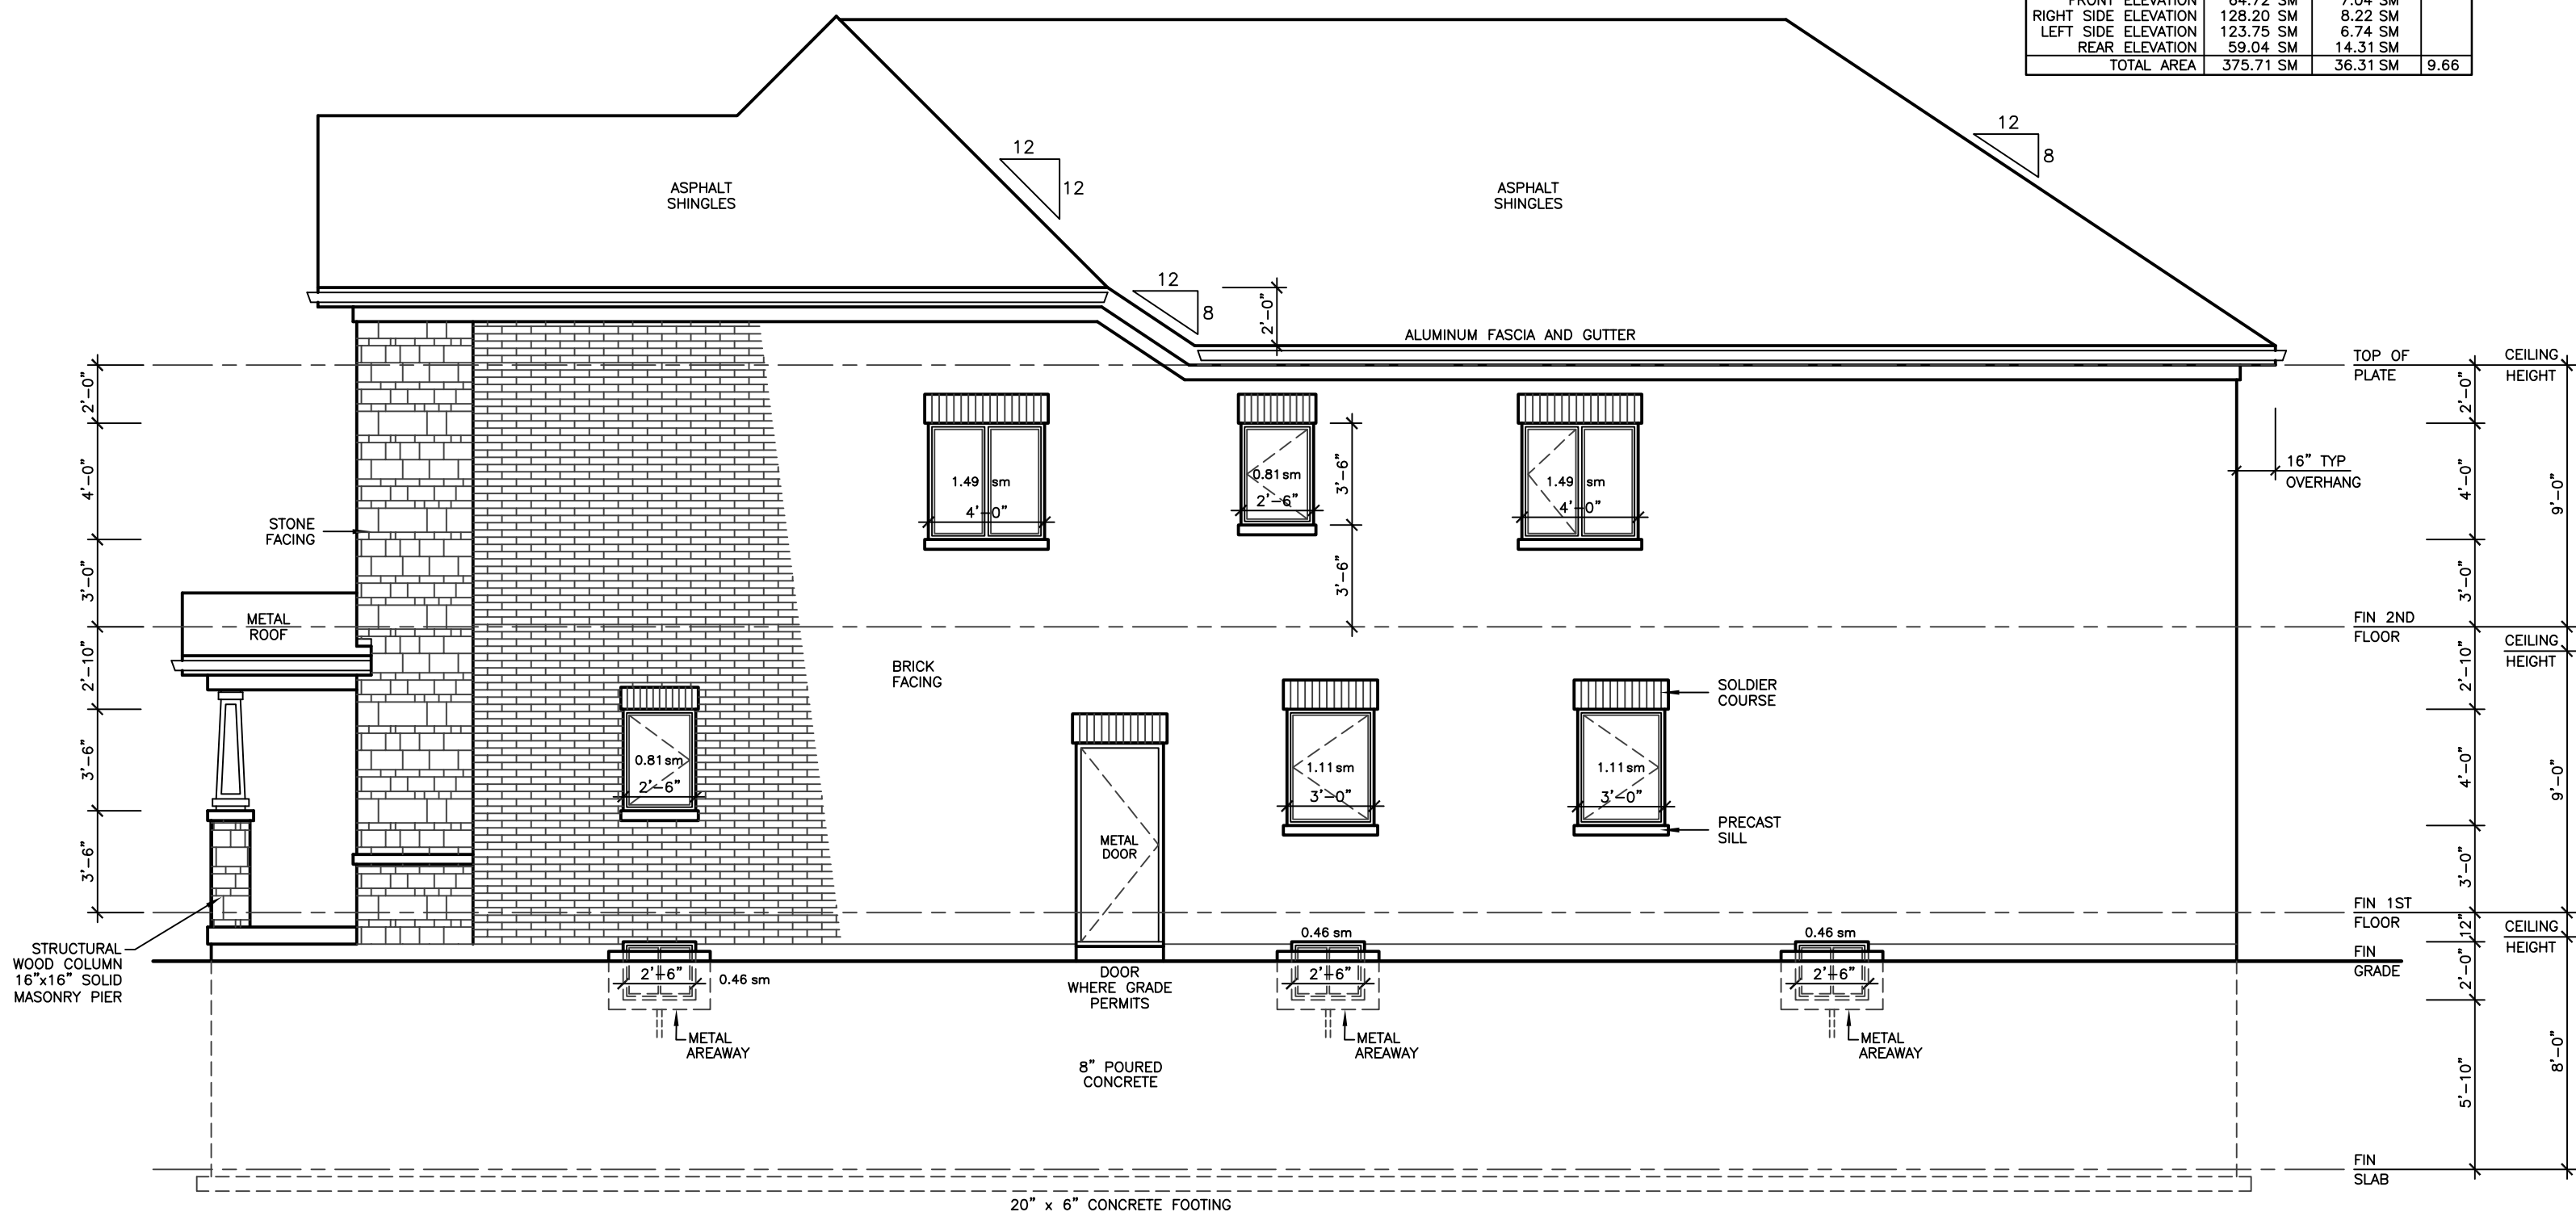 FRONT ELEVATION 64.72 SM 7.04 SM
RIGHT SIDE ELEVATION 128.20 SM 8.22 SM
LEFT SIDE ELEVATION 123.75 SM 6.74 SM
REAR ELEVATION 59.04 SM 14.31 SM
TOTAL AREA 375.71 SM 36.31 SM 9.66
12
8
12
12
ASPHALT
SHINGLES
ASPHALT
SHINGLES
12
8
2'-0"
ALUMINUM FASCIA AND GUTTER
TOP OF
PLATE
CEILING
HEIGHT
2'-0"
4'-0"
3'-0"
2'-10"
3'-6"
3'-6"
STONE
FACING
METAL
ROOF
BRICK
FACING
1.49 sm
4'-0"
0.81 sm
2'-6"
3'-6"
3'-6"
1.49 sm
4'-0"
16" TYP
OVERHANG
2'-0"
4'-0"
9'-0"
3'-0"
FIN 2ND
FLOOR
CEILING
HEIGHT
2'-10"
4'-0"
9'-0"
3'-0"
0.81 sm
2'-6"
METAL
DOOR
1.11 sm
3'-0"
1.11 sm
3'-0"
SOLDIER
COURSE
PRECAST
SILL
FIN 1ST
FLOOR
12"
CEILING
HEIGHT
FIN
GRADE
2'-0"
8'-0"
5'-10"
STRUCTURAL
WOOD COLUMN
16"x16" SOLID
MASONRY PIER
2'-6"
0.46 sm
METAL
AREAWAY
DOOR
WHERE GRADE
PERMITS
0.46 sm
2'-6"
METAL
AREAWAY
0.46 sm
2'-6"
METAL
AREAWAY
8" POURED
CONCRETE
FIN
SLAB
20" x 6" CONCRETE FOOTING